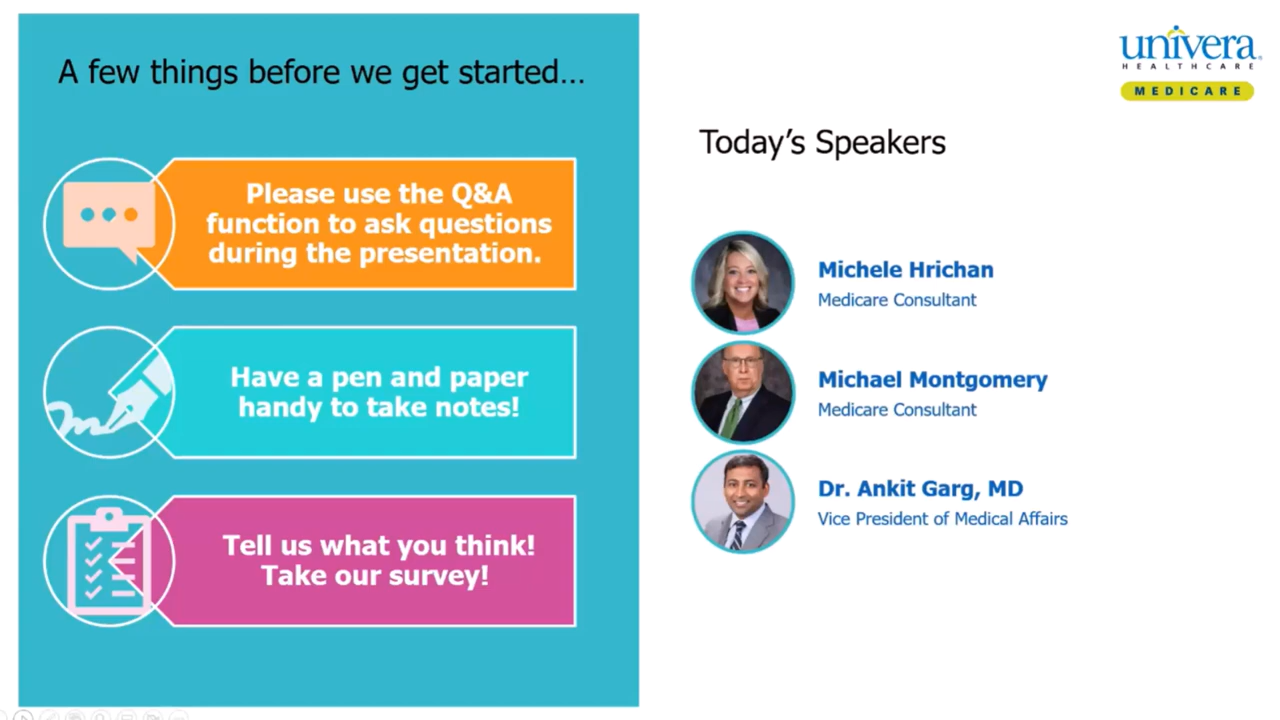 A few things before we get started...
Please use the Q&A
function to ask questions
during the presentation.
Have a pen and paper
handy to take notes!
Tell us what you think!
Take our survey!
univera
HEALTHCARE
MEDICARE
Today's Speakers
Michele Hrichan
Medicare Consultant
Michael Montgomery
Medicare Consultant
Dr. Ankit Garg, MD
Vice President of Medical Affairs